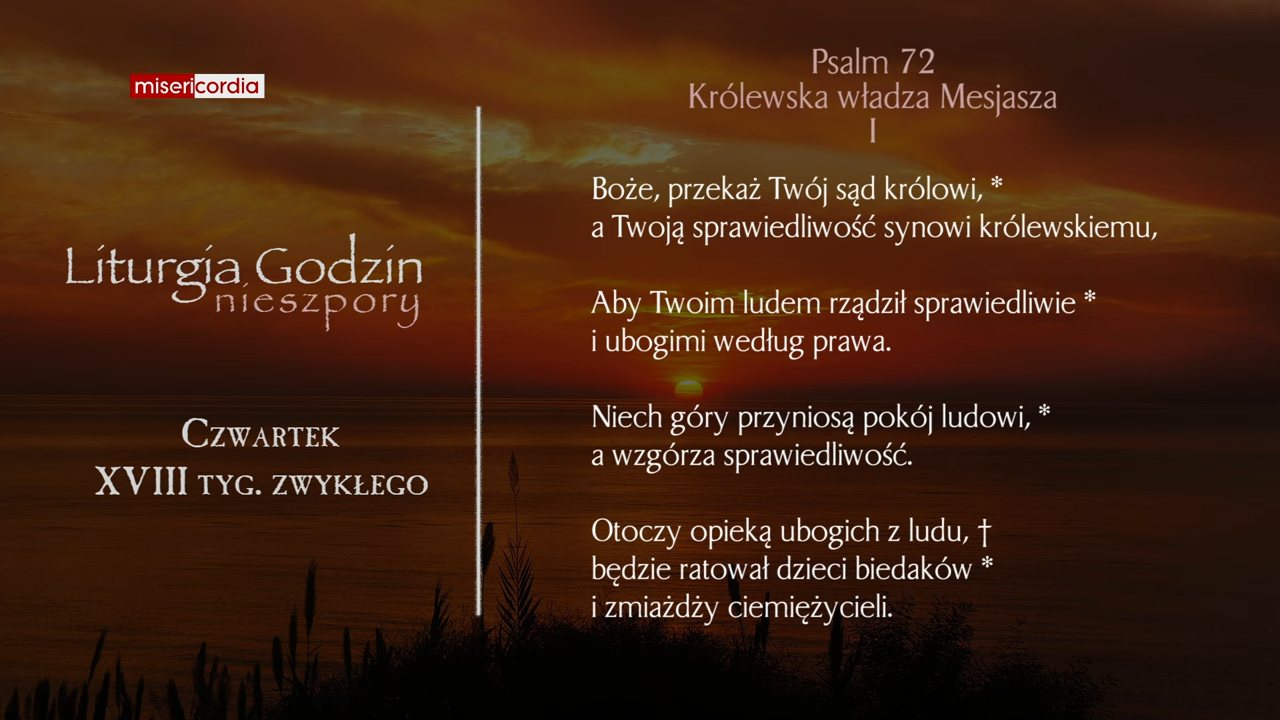 misericordia
Liturgia Godzin
nieszpory
Czwartek
XVIII tyg. zwykłego
Psalm 72
Królewska władza Mesjasza
I
Boże, przekaż Twój sąd królowi, *
a Twoją sprawiedliwość synowi królewskiemu,
Aby Twoim ludem rządził sprawiedliwie *
i ubogimi według prawa.
Niech góry przyniosą pokój ludowi, *
a wzgórza sprawiedliwość.
Otoczy opieką ubogich z ludu, †
będzie ratował dzieci biedaków *
i zmiażdży ciemiężycieli.